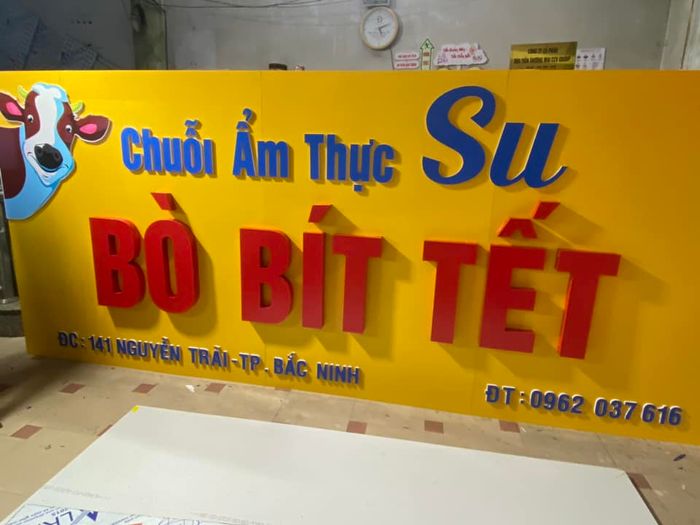 Chuỗi Ẩm Thực Su
BÒ BÍT TẾT
ĐC: 141 NGUYỄN TRÃI-TP. BẮC NINH
ĐT: 0962 037 616